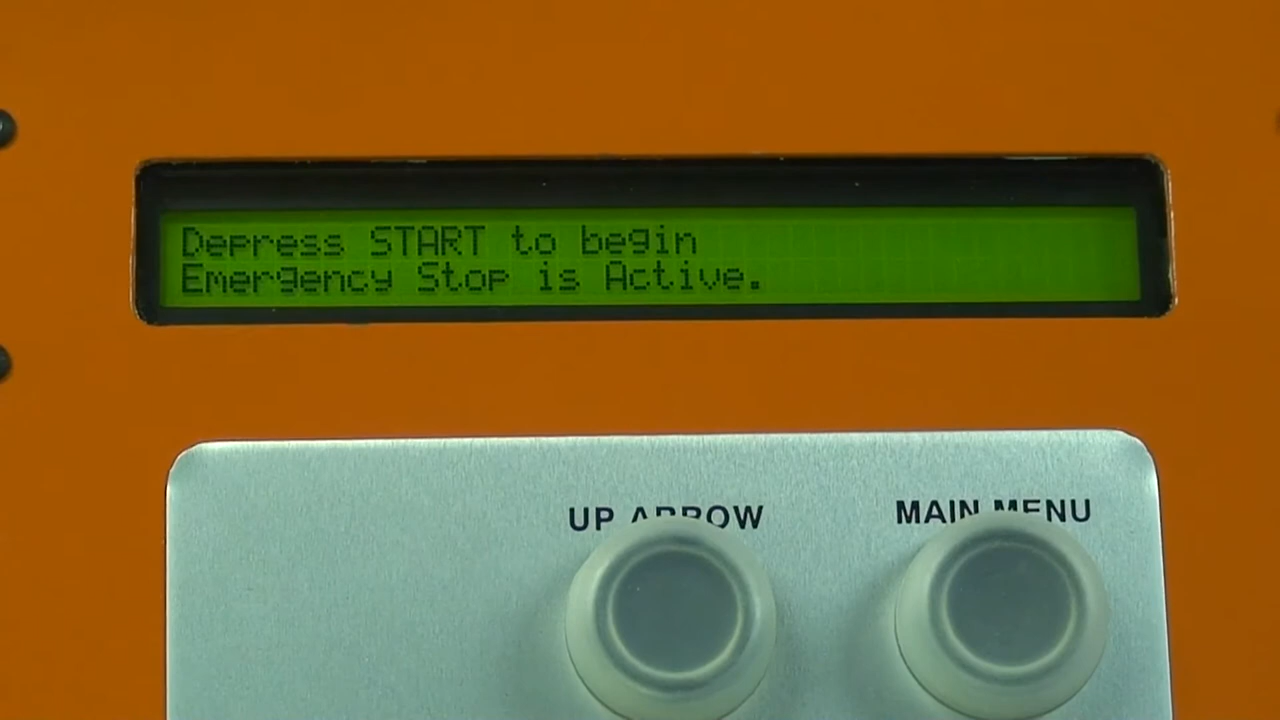 Depress START to begin
Emergency Stop is Active.
UP ARROW
MAIN MENU